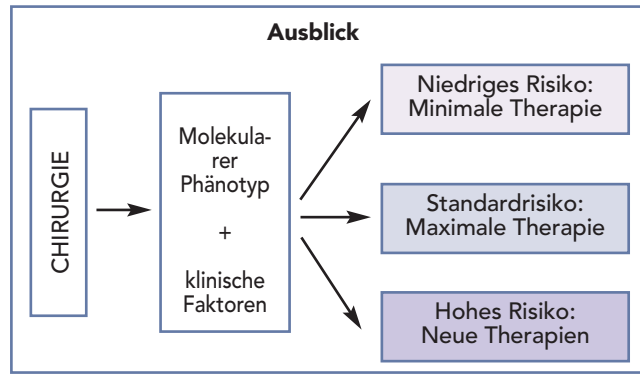 Ausblick
CHIRURGIE
Molekula-
rer
Phänotyp
+
klinische
Faktoren
Niedriges Risiko:
Minimale Therapie
Standardrisiko:
Maximale Therapie
Hohes Risiko:
Neue Therapien